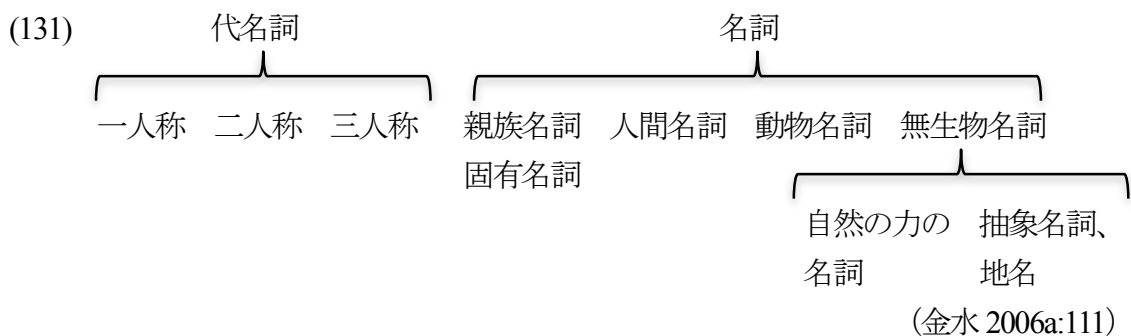 (131) 代名詞 名詞
一人称 二人称 三人称 親族名詞 人間名詞 動物名詞 無生物名詞
固有名詞
自然の力の 抽象名詞、
名詞 地名
（金水 2006a:111）